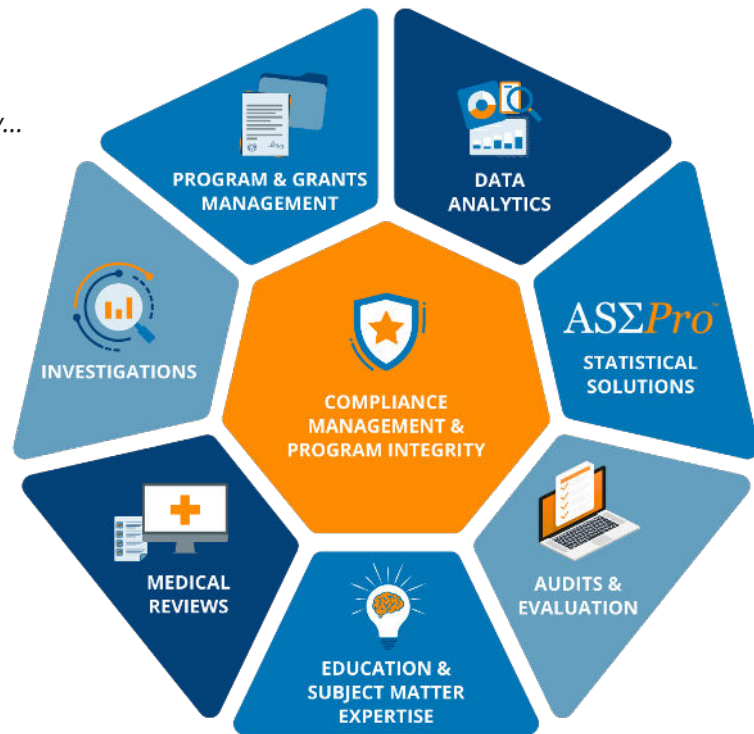 PROGRAM & GRANTS
MANAGEMENT
DATA
ANALYTICS
ASΣPro™
STATISTICAL
SOLUTIONS
AUDITS &
EVALUATION
EDUCATION &
SUBJECT MATTER
EXPERTISE
MEDICAL
REVIEWS
INVESTIGATIONS
COMPLIANCE
MANAGEMENT &
PROGRAM INTEGRITY